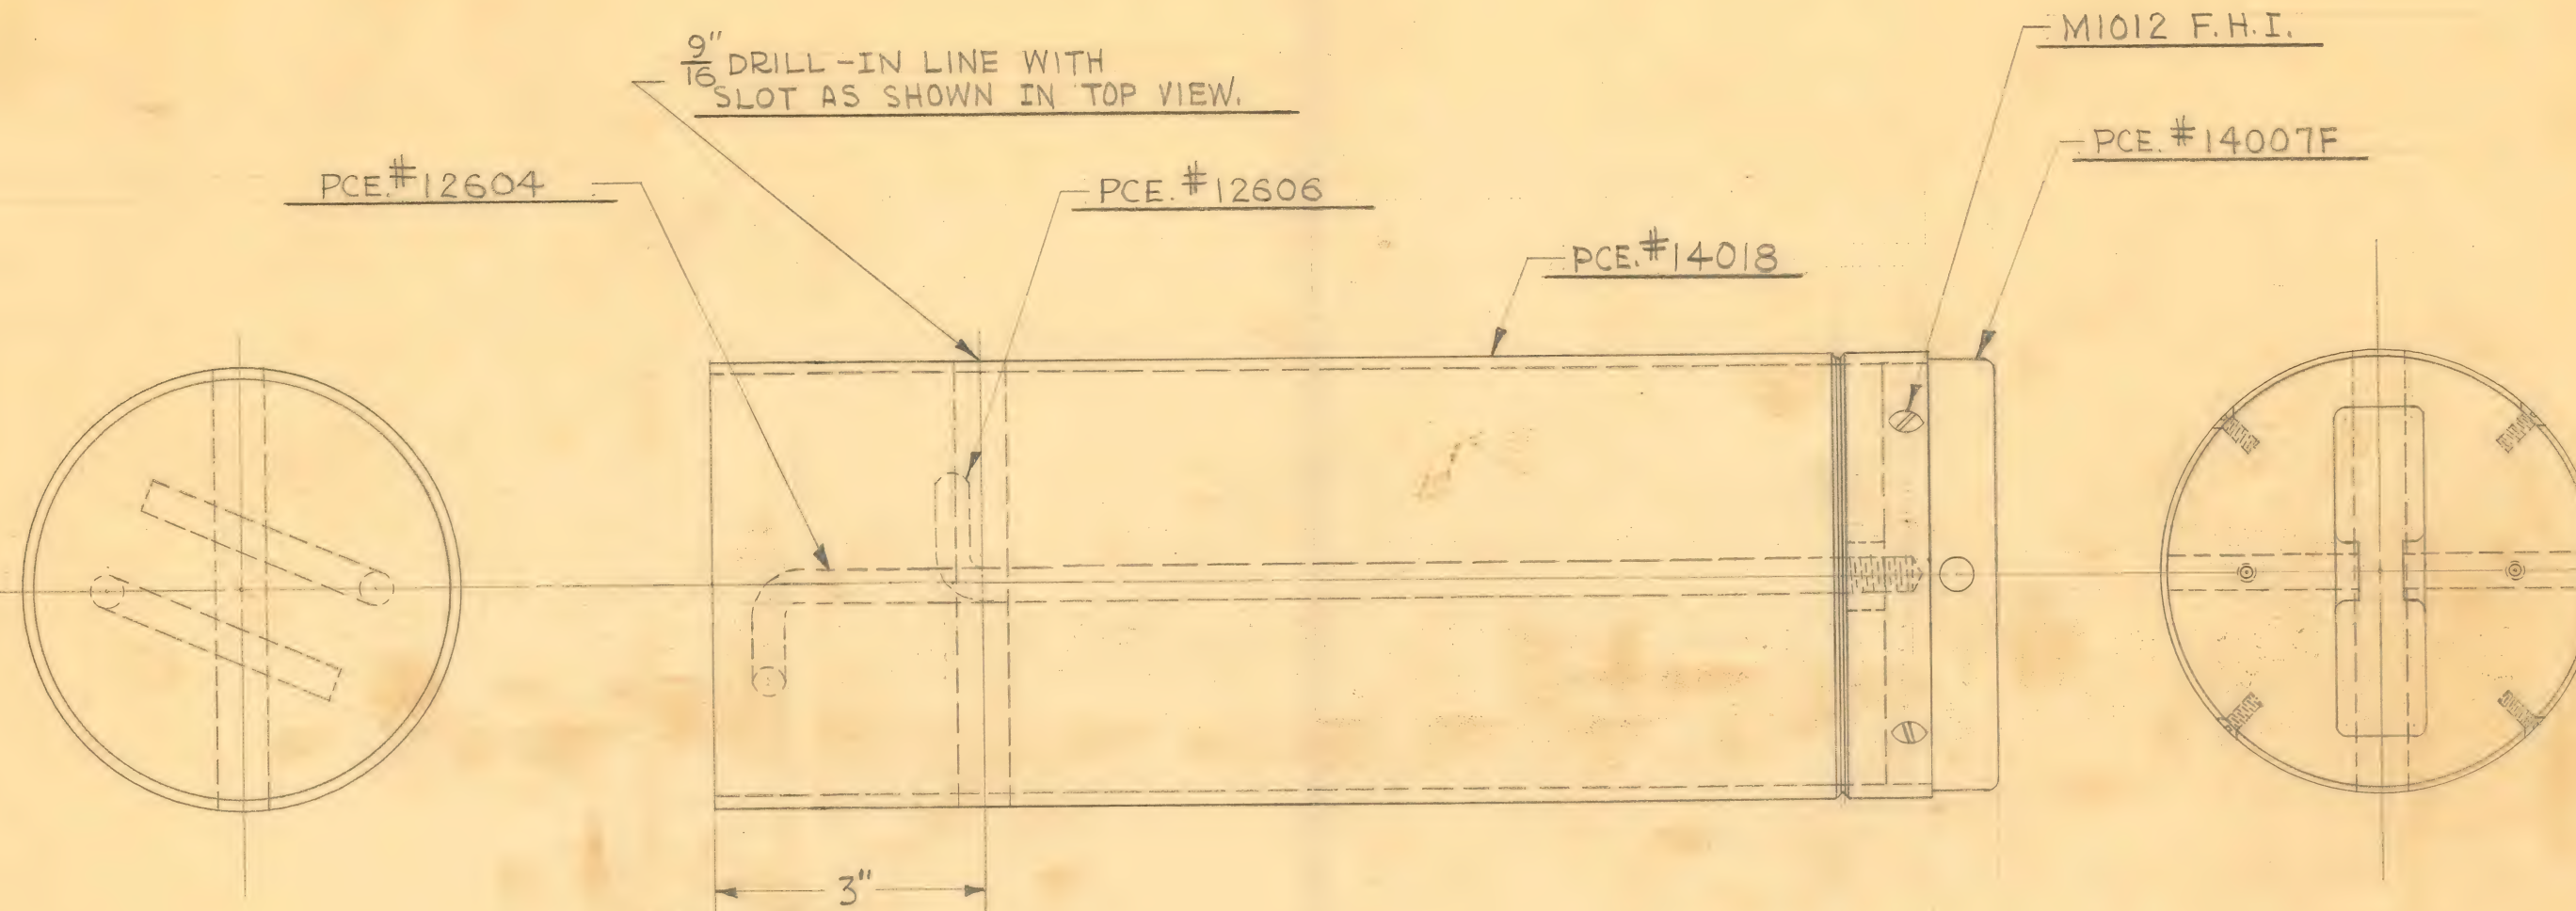 M1012 F.H.I.
9"
16 DRILL-IN LINE WITH
SLOT AS SHOWN IN TOP VIEW.
PCE.#14007F
PCE.#12604
PCE.#12606
PCE.#14018
3"